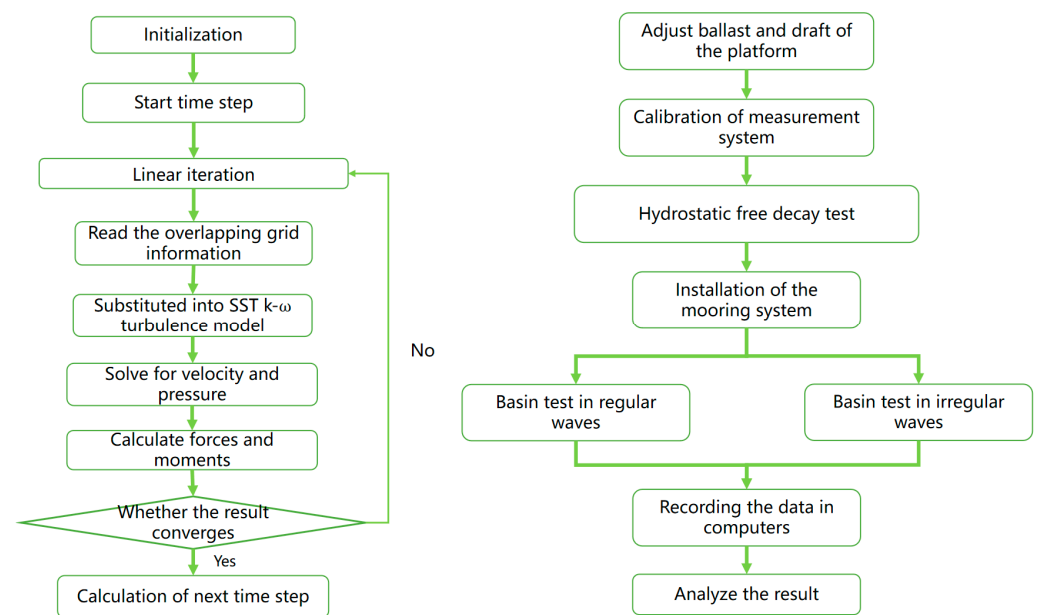 Initialization
Start time step
Linear iteration
Read the overlapping grid
information
Substituted into SST k-ω
turbulence model
Solve for velocity and
pressure
Calculate forces and
moments
Whether the result
converges
No
Yes
Calculation of next time step
Adjust ballast and draft of
the platform
Calibration of measurement
system
Hydrostatic free decay test
Installation of the
mooring system
Basin test in regular
waves
Basin test in irregular
waves
Recording the data in
computers
Analyze the result